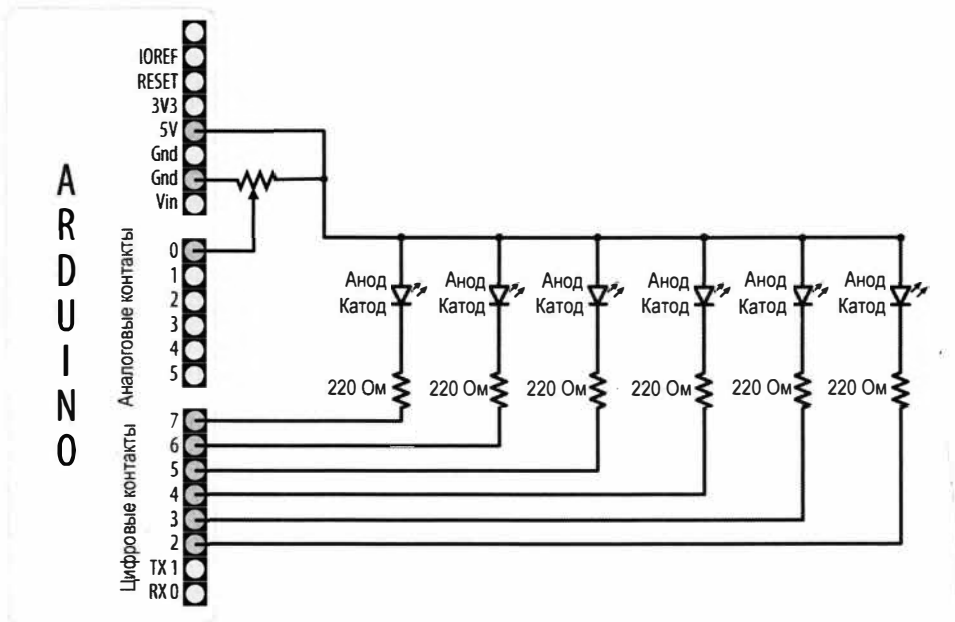 ARDUINO
IOREF
RESET
3V3
5V
Gnd
Gnd
Vin
Аналоговые контакты
0
1
2
3
4
5
Анод
Катод
Анод
Катод
Анод
Катод
Анод
Катод
Анод
Катод
Анод
Катод
220 Ом
220 Ом
220 Ом
220 Ом
220 Ом
220 Ом
Цифровые контакты
7
6
5
4
3
2
TX 1
RX 0